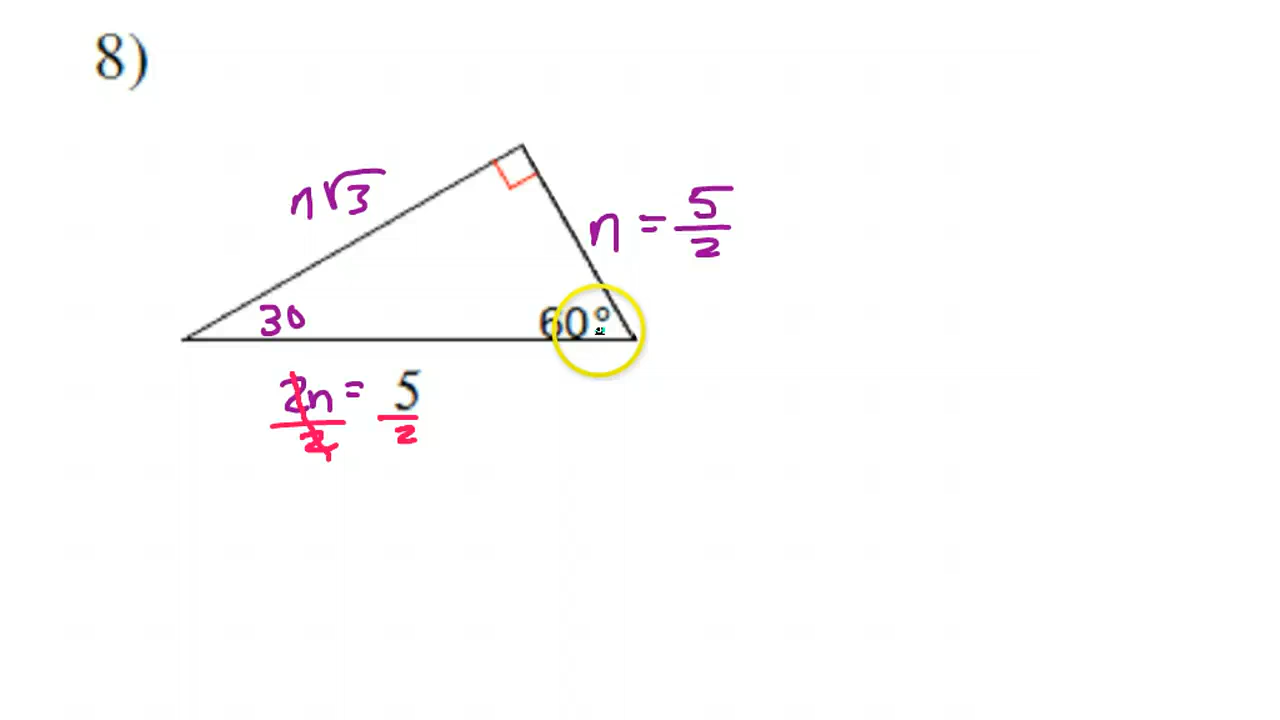 8)
n√3
n = 5/2
30
60°
2n = 5
2 2